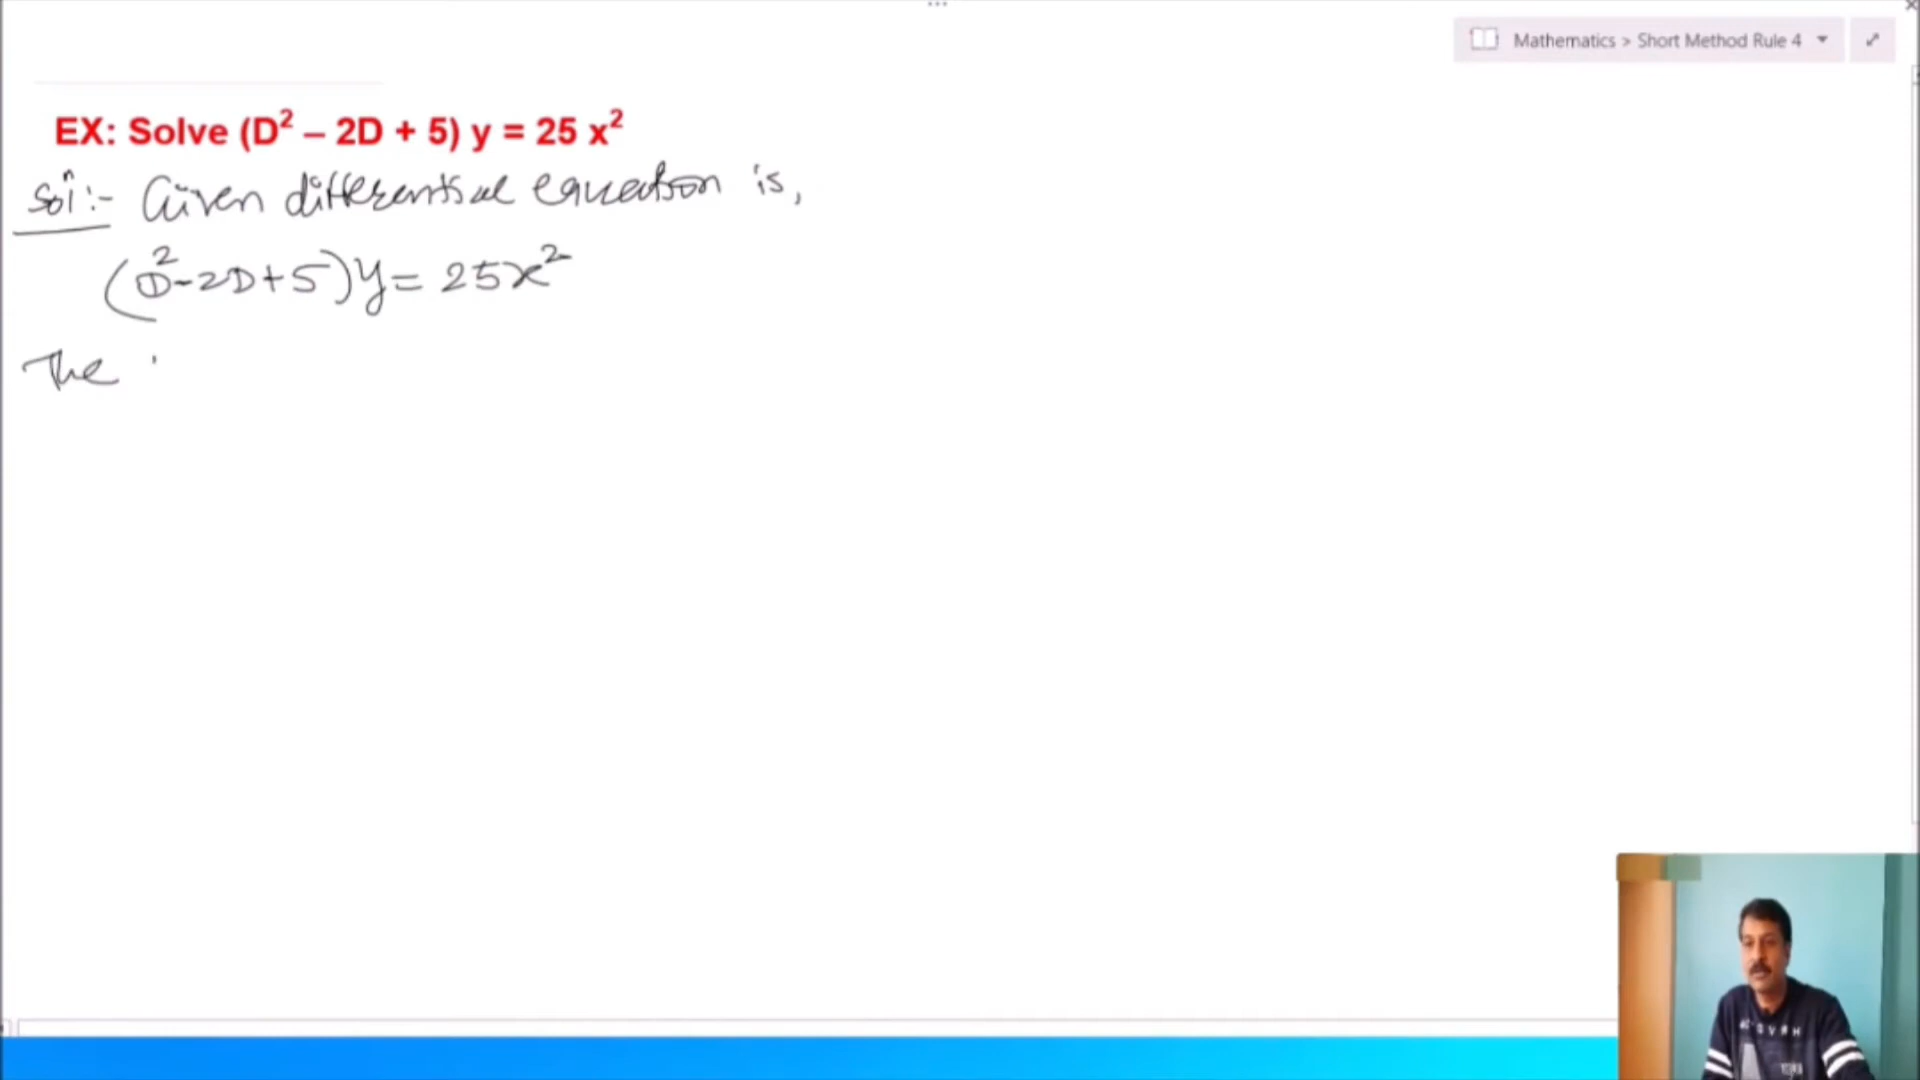 Mathematics > Short Method Rule 4
EX: Solve (D² – 2D + 5) y = 25 x²
Solⁿ :- Given differential equation is,
(D²-2D+5)y = 25x²
The